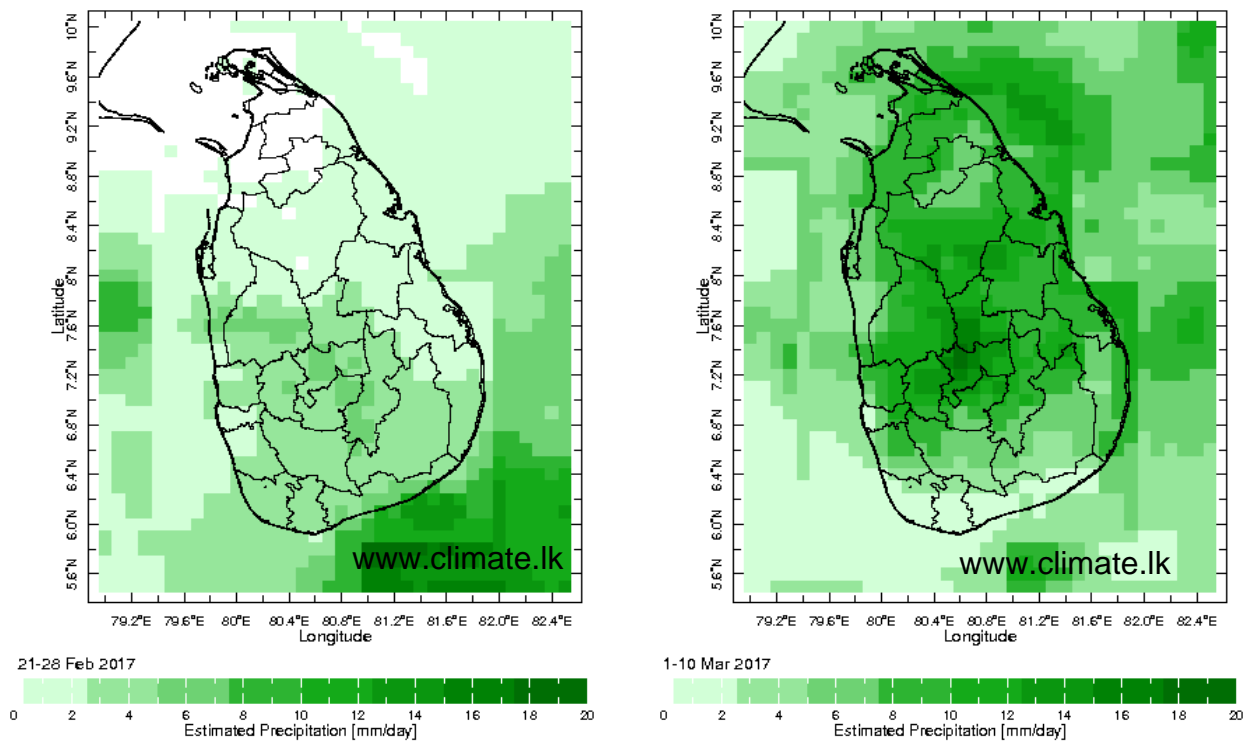 10°N
9.6°N
9.2°N
8.8°N
8.4°N
8°N
7.6°N
7.2°N
6.8°N
6.4°N
6.0°N
5.6°N
Latitude
www.climate.lk
79.2°E 79.6°E 80°E 80.4°E 80.8°E 81.2°E 81.6°E 82.0°E 82.4°E
Longitude
21-28 Feb 2017
0 2 4 6 8 10 12 14 16 18 20
Estimated Precipitation [mm/day]
10°N
9.6°N
9.2°N
8.8°N
8.4°N
8°N
7.6°N
7.2°N
6.8°N
6.4°N
6.0°N
5.6°N
Latitude
www.climate.lk
79.2°E 79.6°E 80°E 80.4°E 80.8°E 81.2°E 81.6°E 82.0°E 82.4°E
Longitude
1-10 Mar 2017
0 2 4 6 8 10 12 14 16 18 20
Estimated Precipitation [mm/day]